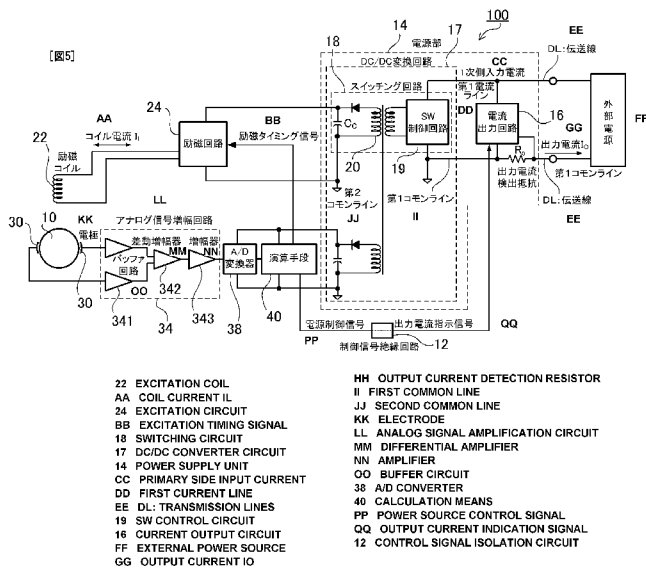 [図5]
100
14
電源部
17
DC/DC変換回路
18
スイッチング回路
CC
1次側入力電流
EE
DL:伝送線
第1電流
ライン
DD
24
AA
コイル電流 IL
BB
励磁タイミング信号
励磁回路
22
励磁
コイル
CC
20
SW
制御回路
19
電流
出力回路
16
外部
電源
FF
GG
出力電流IO
RO
出力電流
検出抵抗
第1コモンライン
DL:伝送線
EE
第2
コモンライン
JJ
第1コモンライン
II
LL
アナログ信号増幅回路
10
KK
電極
30
30
差動増幅器
MM
増幅器
NN
バッファ
回路
OO
341
342
343
34
A/D
変換器
38
演算手段
40
電源制御信号
PP
出力電流指示信号
QQ
制御信号絶縁回路
12
22 EXCITATION COIL
AA COIL CURRENT IL
24 EXCITATION CIRCUIT
BB EXCITATION TIMING SIGNAL
18 SWITCHING CIRCUIT
17 DC/DC CONVERTER CIRCUIT
14 POWER SUPPLY UNIT
CC PRIMARY SIDE INPUT CURRENT
DD FIRST CURRENT LINE
EE DL: TRANSMISSION LINES
19 SW CONTROL CIRCUIT
16 CURRENT OUTPUT CIRCUIT
FF EXTERNAL POWER SOURCE
GG OUTPUT CURRENT IO
HH OUTPUT CURRENT DETECTION RESISTOR
II FIRST COMMON LINE
JJ SECOND COMMON LINE
KK ELECTRODE
LL ANALOG SIGNAL AMPLIFICATION CIRCUIT
MM DIFFERENTIAL AMPLIFIER
NN AMPLIFIER
OO BUFFER CIRCUIT
38 A/D CONVERTER
40 CALCULATION MEANS
PP POWER SOURCE CONTROL SIGNAL
QQ OUTPUT CURRENT INDICATION SIGNAL
12 CONTROL SIGNAL ISOLATION CIRCUIT